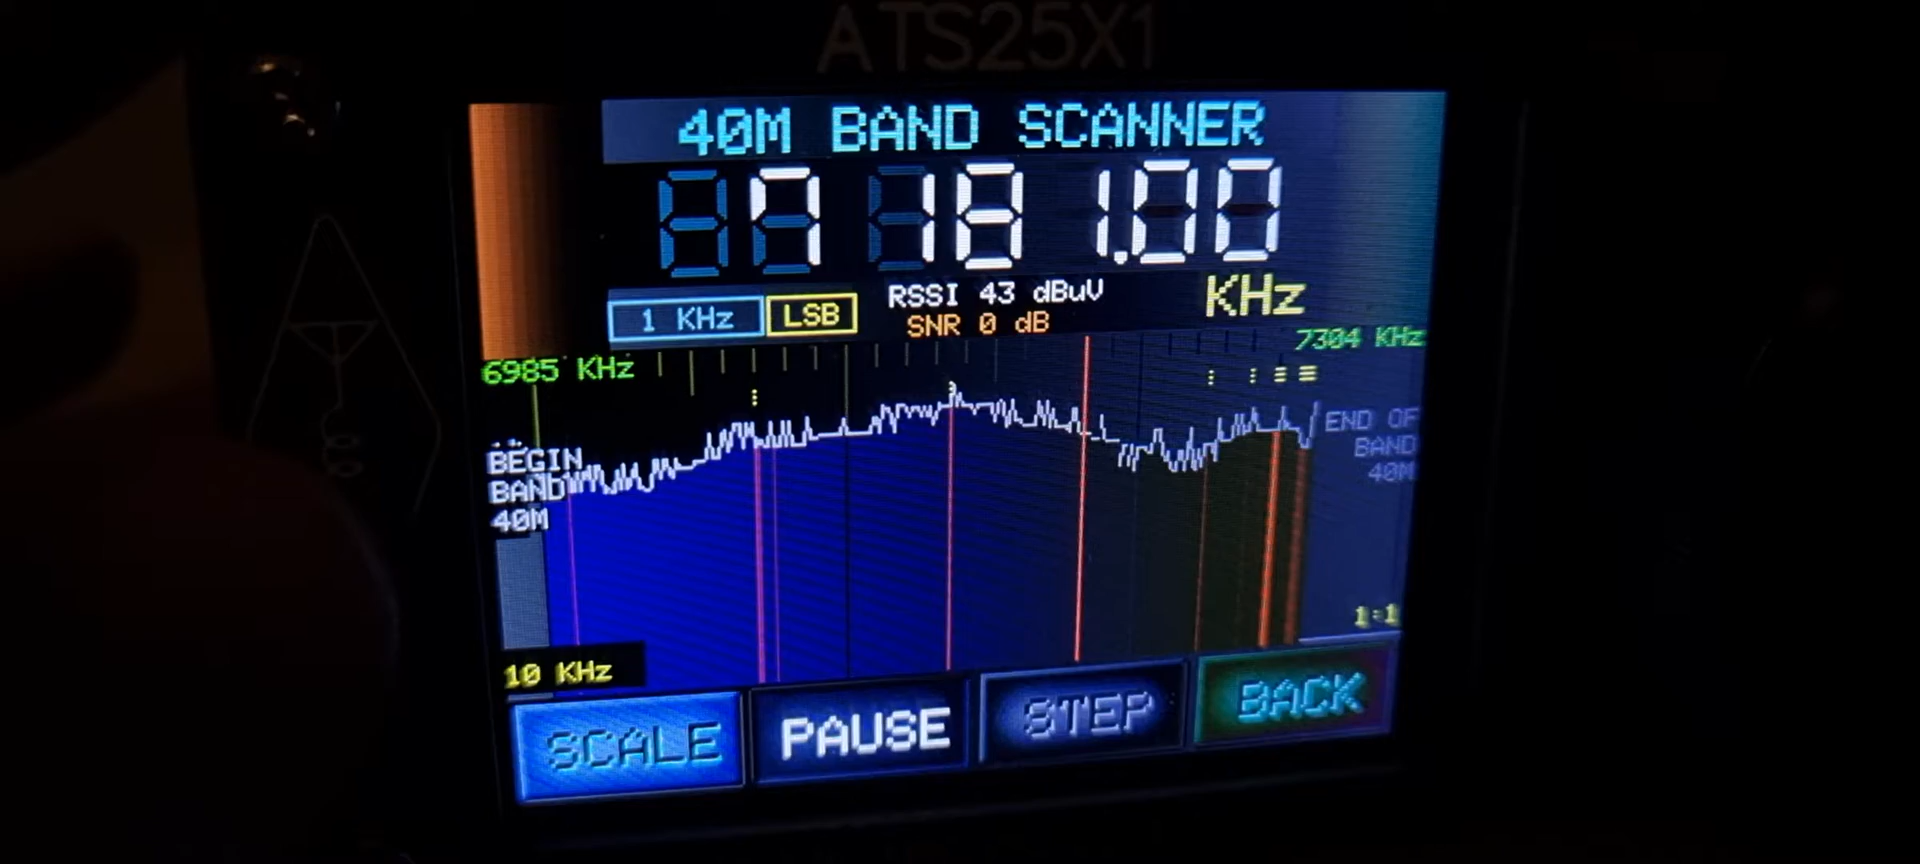 ATS25X1
40M BAND SCANNER
7181.00
KHz
1 KHz LSB
RSSI 43 dBuV
SNR 0 dB
6985 KHz
7304 KHz
BEGIN
BAND
40M
END OF
BAND
40M
1:1
10 KHz
SCALE PAUSE STEP BACK